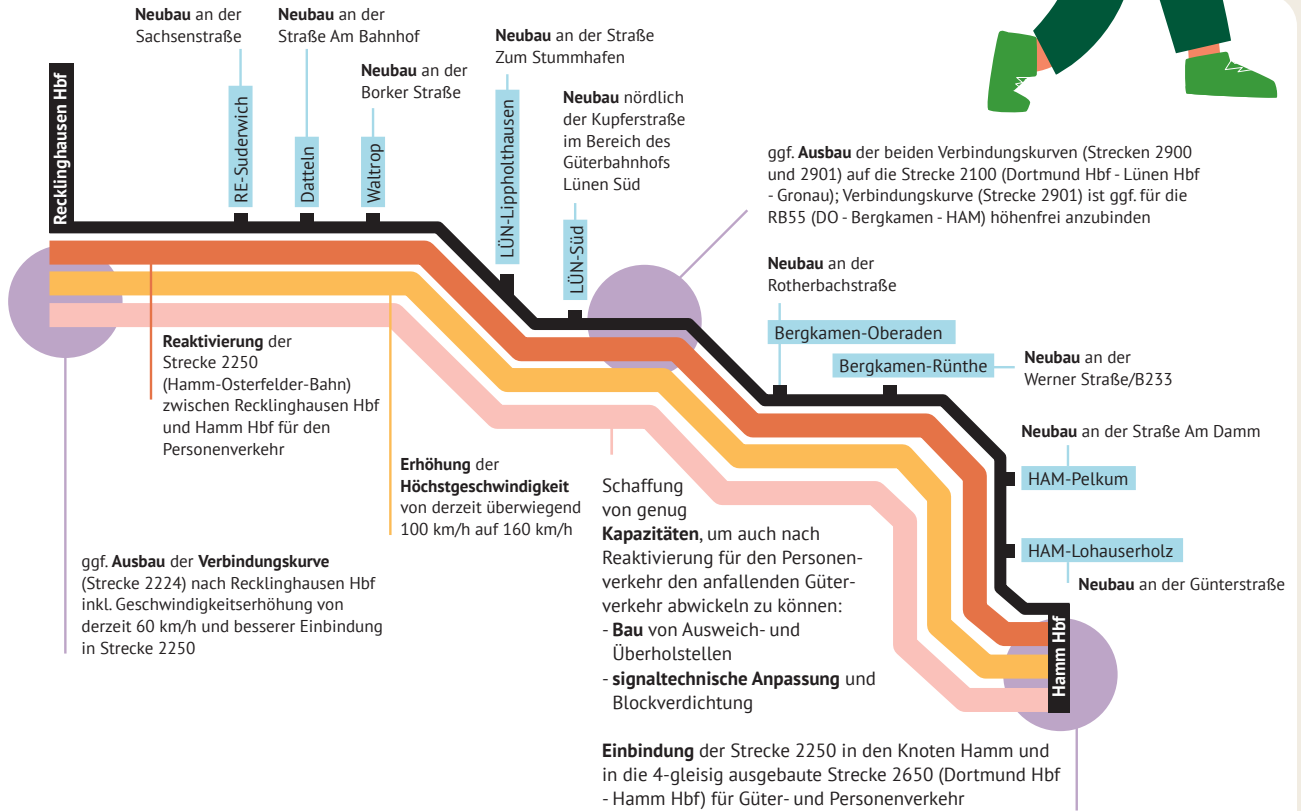 Neubau an der
Sachsenstraße
Neubau an der
Straße Am Bahnhof
Neubau an der
Borker Straße
Neubau an der Straße
Zum Stummhafen
Neubau nördlich
der Kupferstraße
im Bereich des
Güterbahnhofs
Lünen Süd
ggf. Ausbau der beiden Verbindungskurven (Strecken 2900
und 2901) auf die Strecke 2100 (Dortmund Hbf - Lünen Hbf
- Gronau); Verbindungskurve (Strecke 2901) ist ggf. für die
RB55 (DO - Bergkamen - HAM) höhenfrei anzubinden
Recklinghausen Hbf
RE-Suderwich
Datteln
Waltrop
LÜN-Lippholthausen
LÜN-Süd
Neubau an der
Rotherbachstraße
Bergkamen-Oberaden
Bergkamen-Rünthe
Neubau an der
Werner Straße/B233
Neubau an der Straße Am Damm
HAM-Pelkum
HAM-Lohauserholz
Neubau an der Günterstraße
Hamm Hbf
Reaktivierung der
Strecke 2250
(Hamm-Osterfelder-Bahn)
zwischen Recklinghausen Hbf
und Hamm Hbf für den
Personenverkehr
Erhöhung der
Höchstgeschwindigkeit
von derzeit überwiegend
100 km/h auf 160 km/h
Schaffung
von genug
Kapazitäten, um auch nach
Reaktivierung für den Personen-
verkehr den anfallenden Güter-
verkehr abwickeln zu können:
- Bau von Ausweich- und
Überholstellen
- signaltechnische Anpassung und
Blockverdichtung
ggf. Ausbau der Verbindungskurve
(Strecke 2224) nach Recklinghausen Hbf
inkl. Geschwindigkeitserhöhung von
derzeit 60 km/h und besserer Einbindung
in Strecke 2250
Einbindung der Strecke 2250 in den Knoten Hamm und
in die 4-gleisig ausgebaute Strecke 2650 (Dortmund Hbf
- Hamm Hbf) für Güter- und Personenverkehr